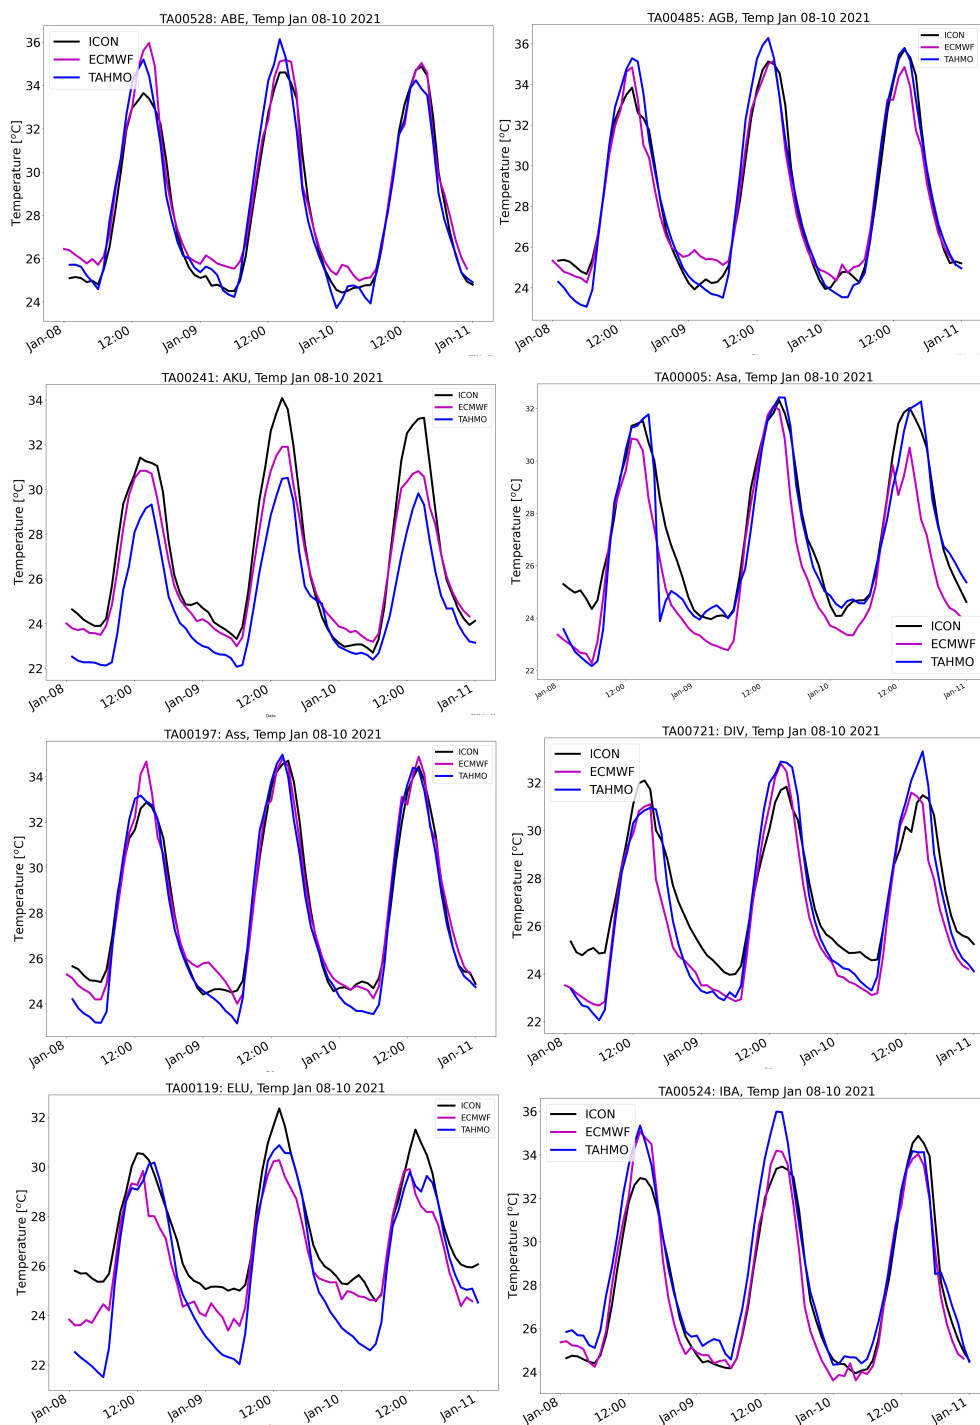 TA00528: ABE, Temp Jan 08-10 2021
ICON
ECMWF
TAHMO
Temperature [°C]
36
34
32
30
28
26
24
Jan-08
12:00
Jan-09
12:00
Jan-10
12:00
Jan-11
TA00485: AGB, Temp Jan 08-10 2021
ICON
ECMWF
TAHMO
Temperature [°C]
36
34
32
30
28
26
24
Jan-08
12:00
Jan-09
12:00
Jan-10
12:00
Jan-11
TA00241: AKU, Temp Jan 08-10 2021
ICON
ECMWF
TAHMO
Temperature [°C]
34
32
30
28
26
24
22
Jan-08
12:00
Jan-09
12:00
Jan-10
12:00
Jan-11
Date
TA00005: Asa, Temp Jan 08-10 2021
ICON
ECMWF
TAHMO
Temperature [°C]
32
30
28
26
24
22
Jan-08
12:00
Jan-09
12:00
Jan-10
12:00
Jan-11
TA00197: Ass, Temp Jan 08-10 2021
ICON
ECMWF
TAHMO
Temperature [°C]
34
32
30
28
26
24
Jan-08
12:00
Jan-09
12:00
Jan-10
12:00
Jan-11
TA00721: DIV, Temp Jan 08-10 2021
ICON
ECMWF
TAHMO
Temperature [°C]
32
30
28
26
24
22
Jan-08
12:00
Jan-09
12:00
Jan-10
12:00
Jan-11
TA00119: ELU, Temp Jan 08-10 2021
ICON
ECMWF
TAHMO
Temperature [°C]
32
30
28
26
24
22
Jan-08
12:00
Jan-09
12:00
Jan-10
12:00
Jan-11
TA00524: IBA, Temp Jan 08-10 2021
ICON
ECMWF
TAHMO
Temperature [°C]
36
34
32
30
28
26
24
Jan-08
12:00
Jan-09
12:00
Jan-10
12:00
Jan-11